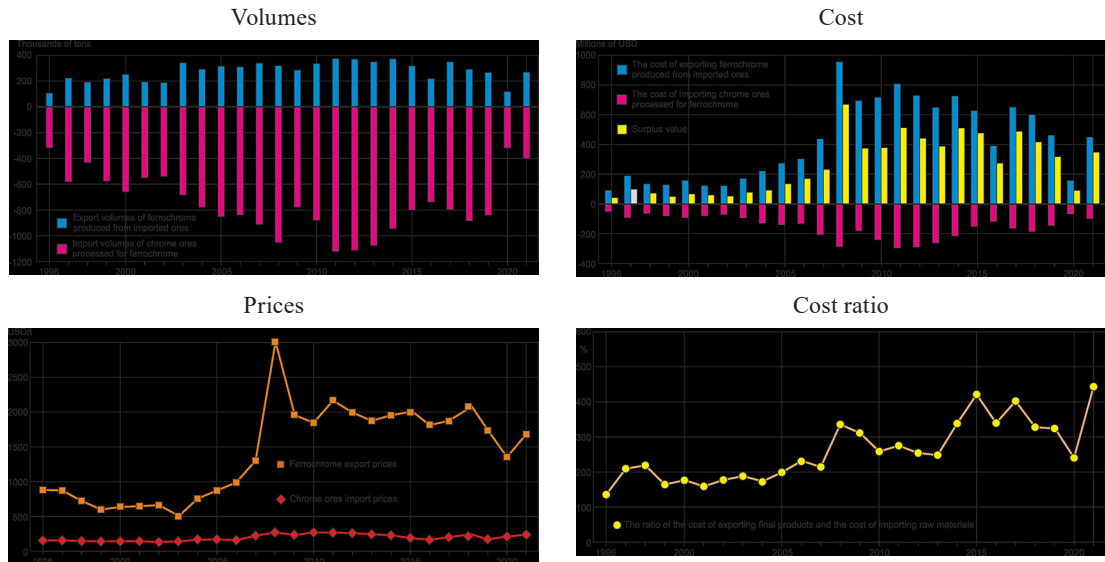 Volumes
Thousands of tons
400
200
0
-200
-400
-600
-800
-1000
-1200
Export volumes of ferrochrome
produced from imported ores
Import volumes of chrome ores
processed for ferrochrome
1996
2000
2005
2010
2015
2020
Cost
Millions of USD
1000
800
600
400
200
0
-200
-400
The cost of exporting ferrochrome
produced from imported ores
The cost of importing chrome ores
processed for ferrochrome
Surplus value
1996
2000
2005
2010
2015
2020
Prices
USD/t
3000
2500
2000
1500
1000
500
0
Ferrochrome export prices
Chrome ores import prices
1996
2000
2005
2010
2015
2020
Cost ratio
600
%
500
400
300
200
100
0
The ratio of the cost of exporting final products and the cost of importing raw materials
1996
2000
2005
2010
2015
2020